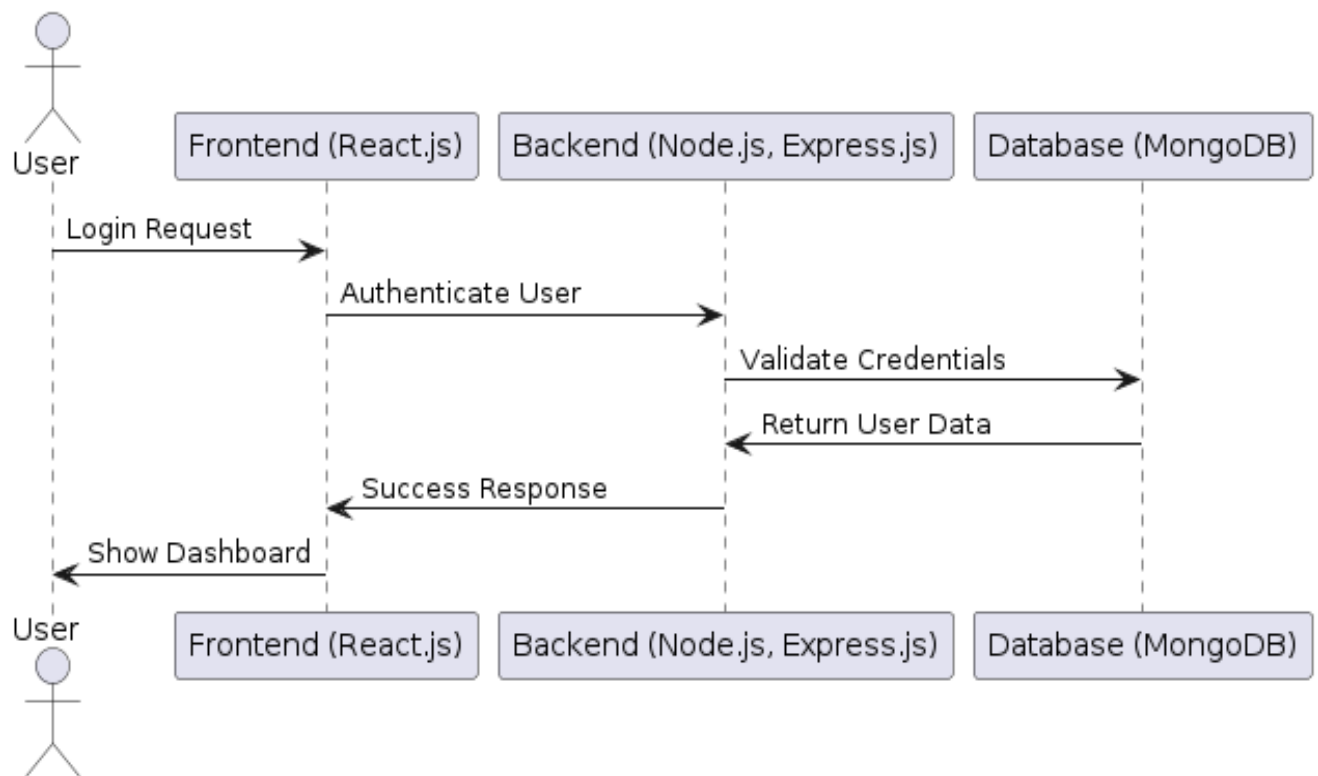 User
Frontend (React.js)
Backend (Node.js, Express.js)
Database (MongoDB)
Login Request
Authenticate User
Validate Credentials
Return User Data
Success Response
Show Dashboard
User
Frontend (React.js)
Backend (Node.js, Express.js)
Database (MongoDB)